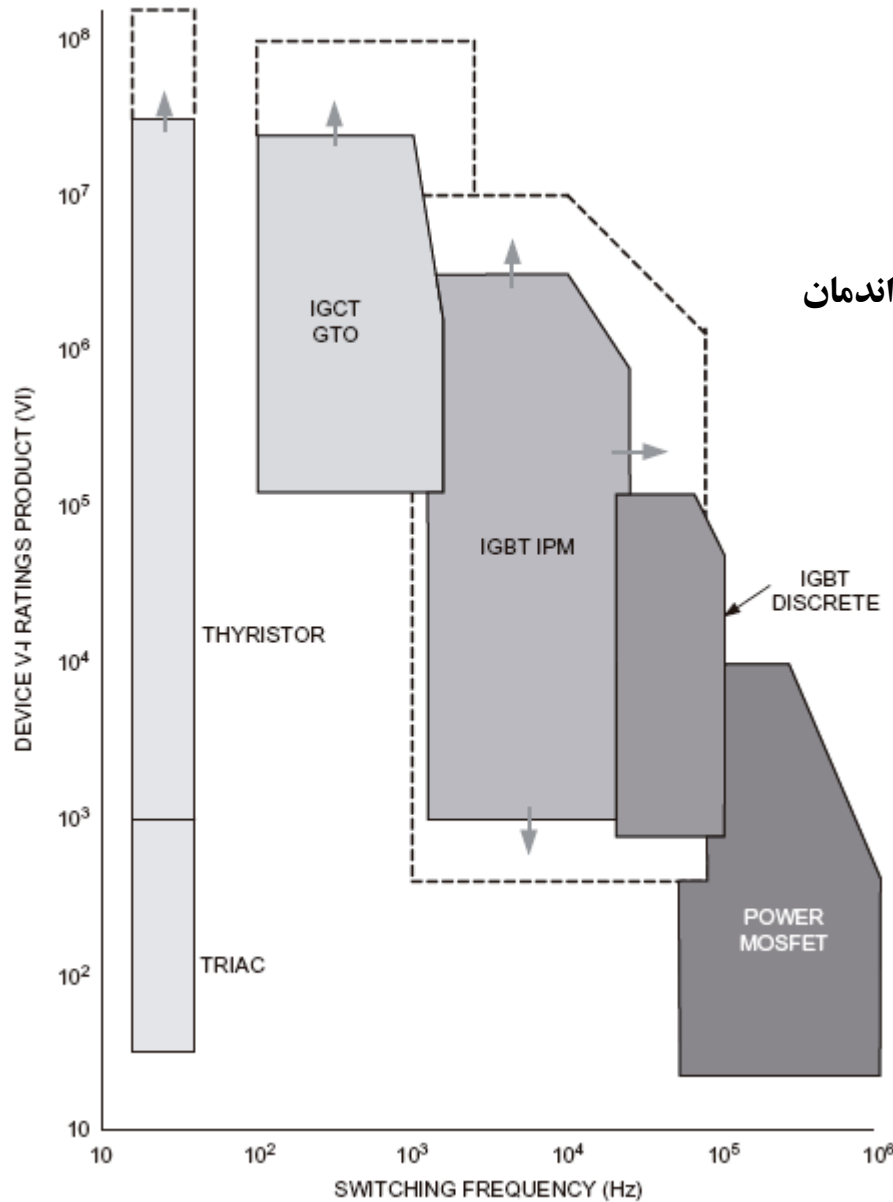 10⁸
10⁷
10⁶
10⁵
10⁴
10³
10²
10
DEVICE V-I RATINGS PRODUCT (VI)
THYRISTOR
TRIAC
IGCT
GTO
IGBT IPM
IGBT
DISCRETE
POWER
MOSFET
اندمان
10
10²
10³
10⁴
10⁵
10⁶
SWITCHING FREQUENCY (Hz)